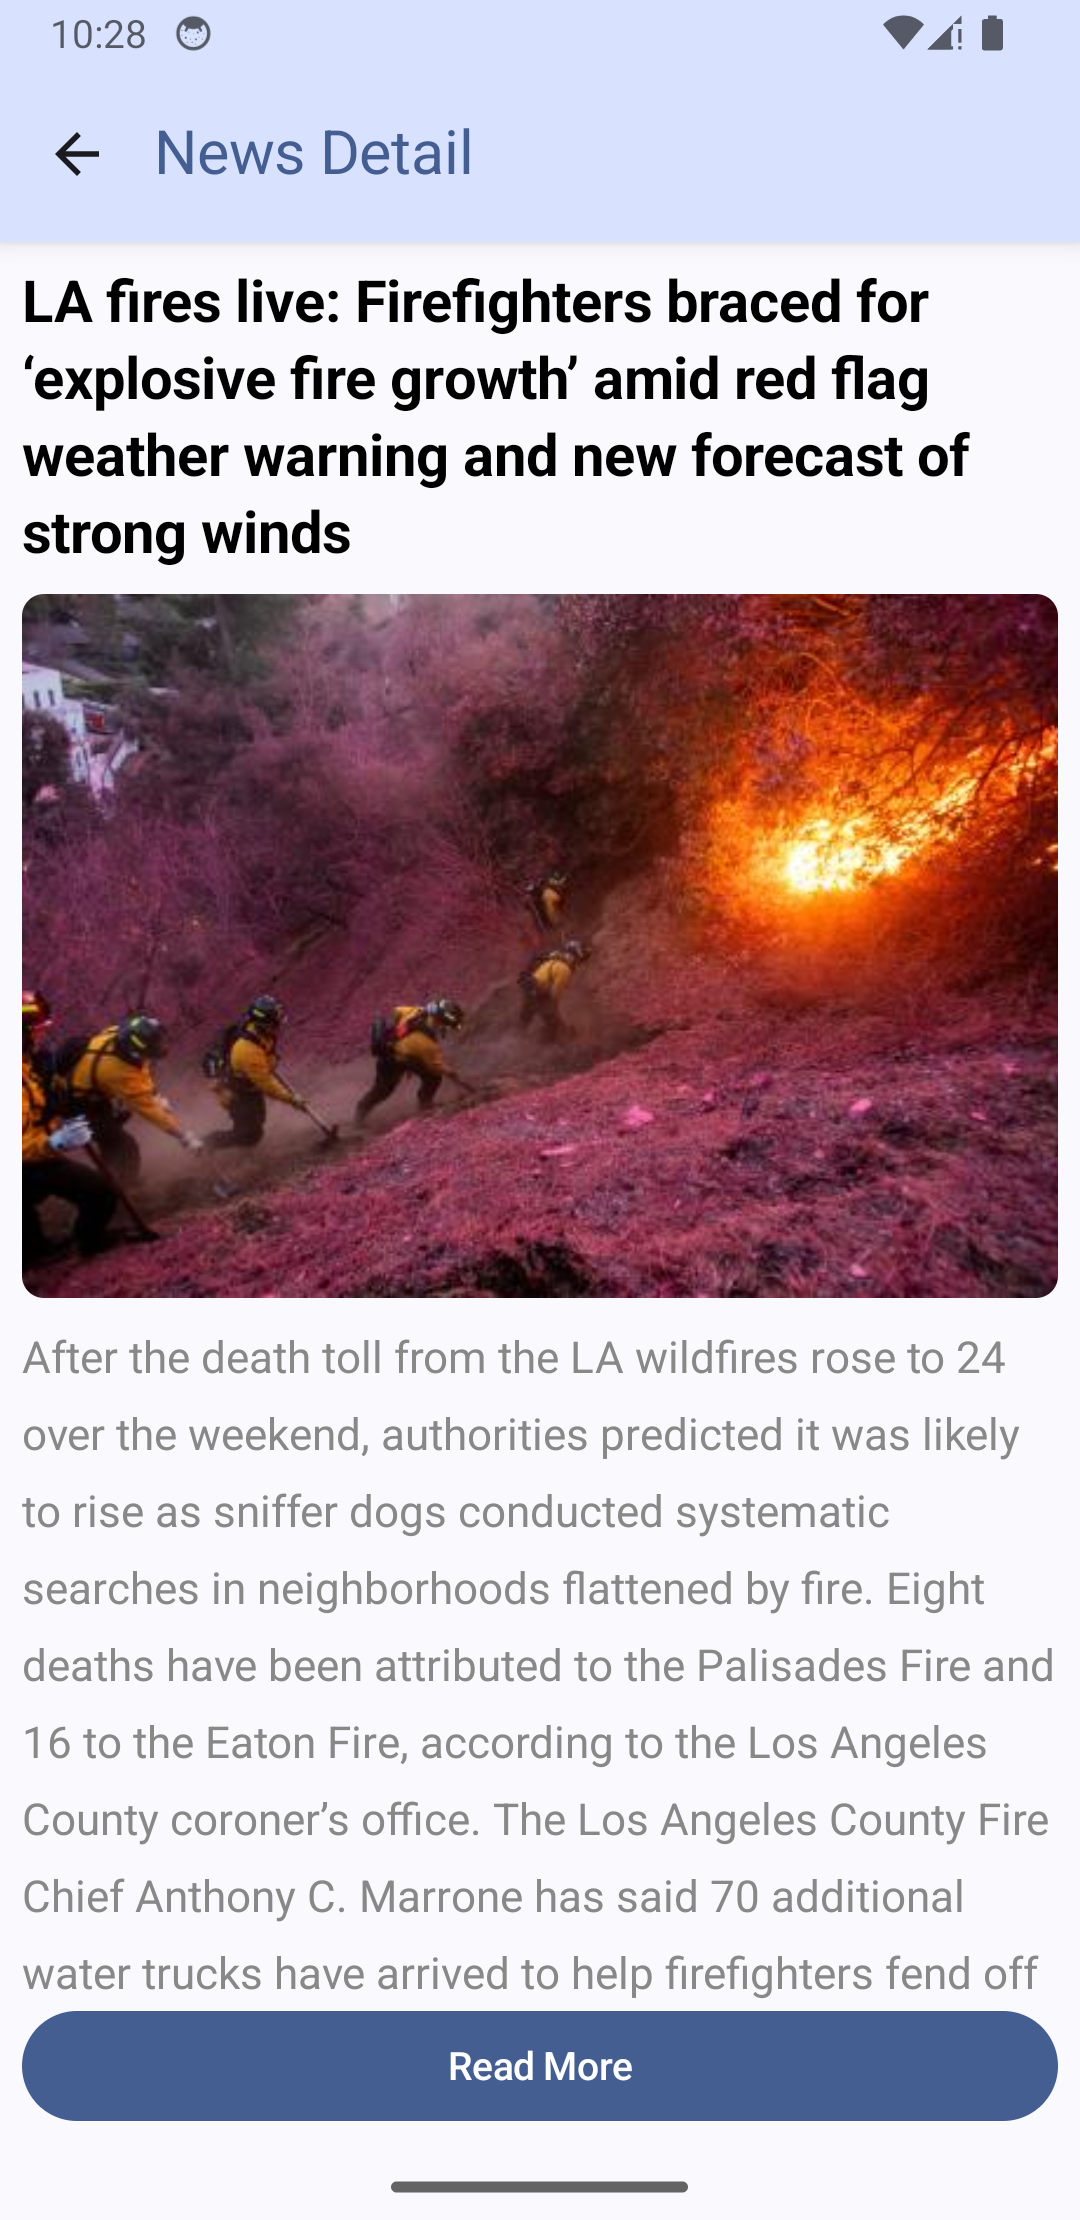 10:28
News Detail
LA fires live: Firefighters braced for
‘explosive fire growth’ amid red flag
weather warning and new forecast of
strong winds
After the death toll from the LA wildfires rose to 24
over the weekend, authorities predicted it was likely
to rise as sniffer dogs conducted systematic
searches in neighborhoods flattened by fire. Eight
deaths have been attributed to the Palisades Fire and
16 to the Eaton Fire, according to the Los Angeles
County coroner’s office. The Los Angeles County Fire
Chief Anthony C. Marrone has said 70 additional
water trucks have arrived to help firefighters fend off
Read More